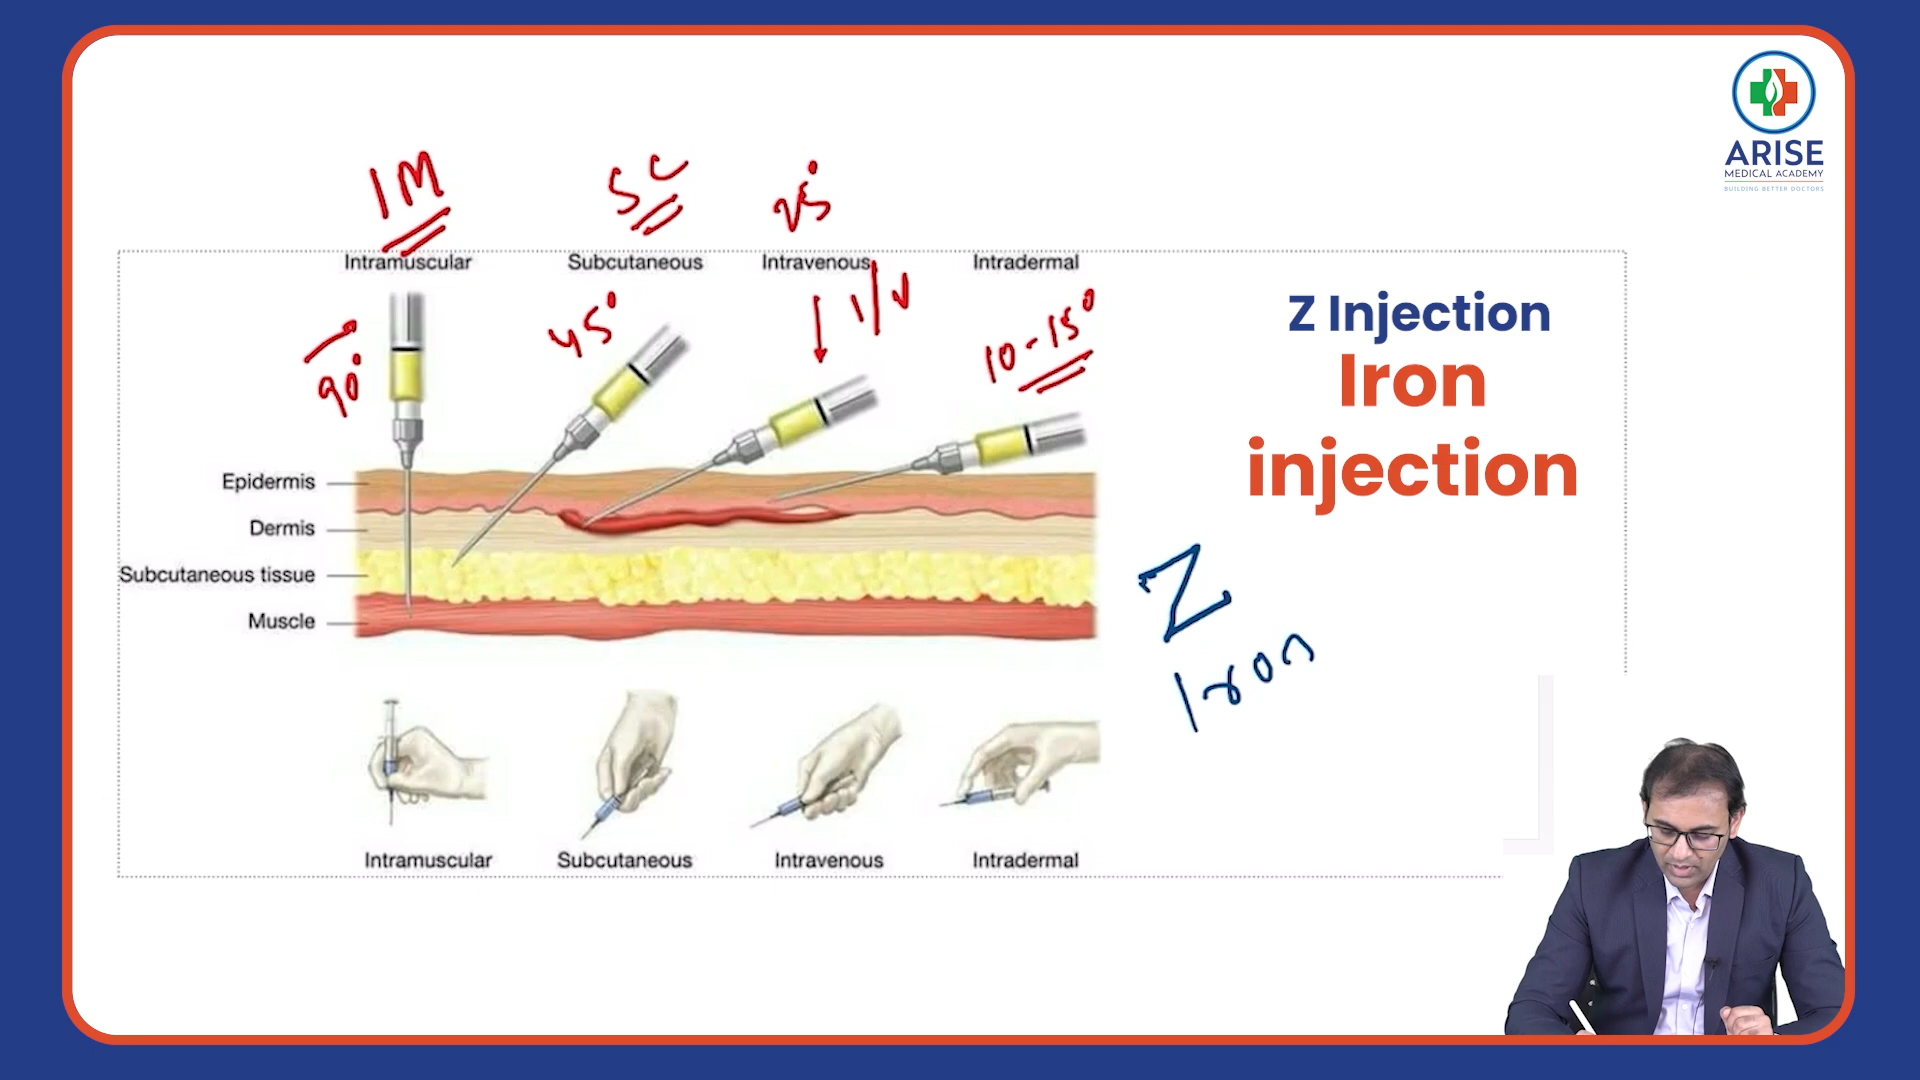 ARISE
MEDICAL ACADEMY
BUILDING BETTER DOCTORS
IM
SC
25°
Intramuscular Subcutaneous Intravenous Intradermal
90°
45°
I/V
10-15°
Z Injection
Iron
injection
Epidermis
Dermis
Subcutaneous tissue
Muscle
Z
Iron
Intramuscular Subcutaneous Intravenous Intradermal